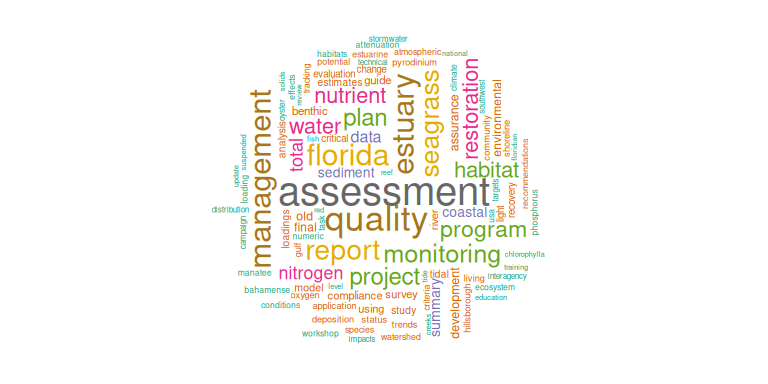 stormwater
attenuation
habitats estuarine atmospheric national
potential technical pyrodinium
evaluation change
estimates guide
solids
effects
review
tracking
climate
southwest
nutrient
benthic
oyster
analysis
water
plan
estuary
seagrass
assurance
restoration
community
environmental
shoreline
floridian
fish critical data
total
florida
sediment reef
habitat
management
suspended
loading
update
assessment
targets
usa
light
recovery
recommendations
phosphorus
distribution
campaign
loadings
old
red
final
task
numeric
gulf
quality
river
coastal
program
report
monitoring
chlorophylla
training
manatee nitrogen
project
tide
tidal living interagency
bahamense model level
ecosystem
education
oxygen compliance survey
criteria
summary
development
hillsborough
creeks
conditions application using study
deposition status trends
workshop species watershed
impacts